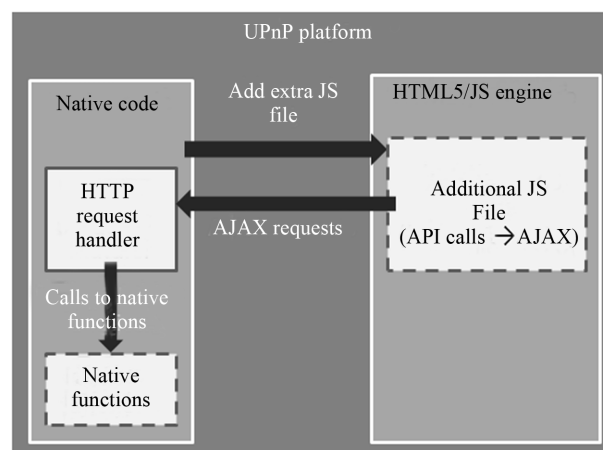 UPnP platform
Native code
Add extra JS
file
HTML5/JS engine
HTTP
request
handler
AJAX requests
Additional JS
File
(API calls → AJAX)
Calls to native
functions
Native
functions